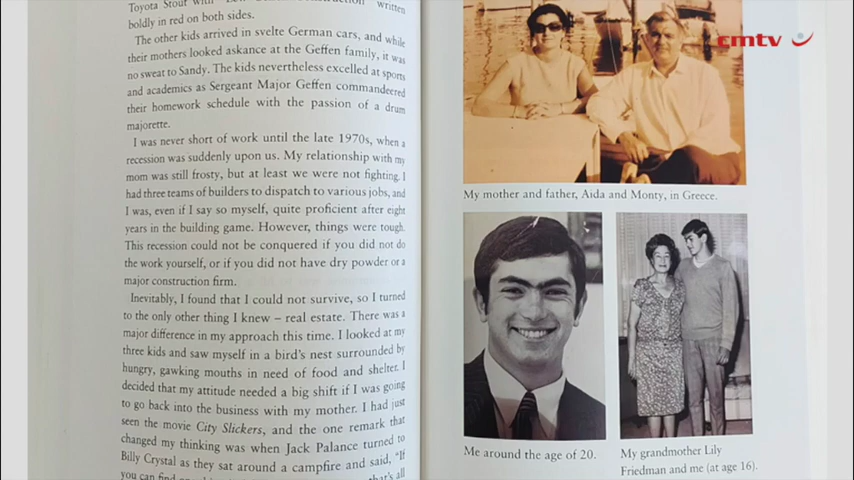 Toyota Stout with written
boldly in red on both sides.
The other kids arrived in svelte German cars, and while
their mothers looked askance at the Geffen family, it was
no sweat to Sandy. The kids nevertheless excelled at sports
and academics as Sergeant Major Geffen commandeered
their homework schedule with the passion of a drum
majorette.
I was never short of work until the late 1970s, when a
recession was suddenly upon us. My relationship with my
mom was still frosty, but at least we were not fighting. I
had three teams of builders to dispatch to various jobs, and
I was, even if I say so myself, quite proficient after eight
years in the building game. However, things were tough.
This recession could not be conquered if you did not do
the work yourself, or if you did not have dry powder or a
major construction firm.
Inevitably, I found that I could not survive, so I turned
to the only other thing I knew – real estate. There was a
major difference in my approach this time. I looked at my
three kids and saw myself in a bird's nest surrounded by
hungry, gawking mouths in need of food and shelter. I
decided that my attitude needed a big shift if I was going
to go back into the business with my mother. I had just
seen the movie City Slickers, and the one remark that
changed my thinking was when Jack Palance turned to
Billy Crystal as they sat around a campfire and said, "If
you can find
that's all
cmtv
My mother and father, Aida and Monty, in Greece.
Me around the age of 20.
My grandmother Lily
Friedman and me (at age 16).